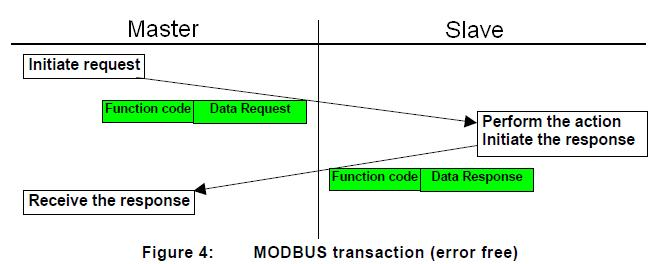 Master
Slave
Initiate request
Function code
Data Request
Perform the action
Initiate the response
Function code
Data Response
Receive the response
Figure 4: MODBUS transaction (error free)